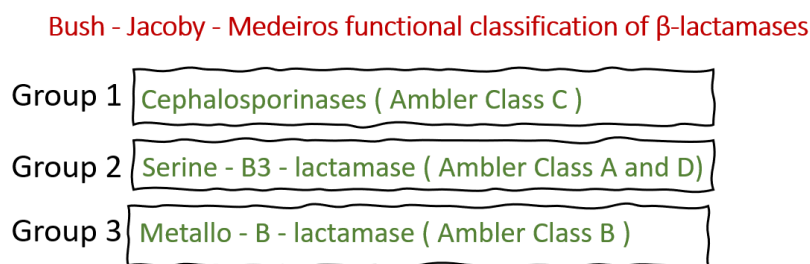 Bush - Jacoby - Medeiros functional classification of β-lactamases
Group 1 Cephalosporinases ( Ambler Class C )
Group 2 Serine - B3 - lactamase ( Ambler Class A and D)
Group 3 Metallo - B - lactamase ( Ambler Class B )